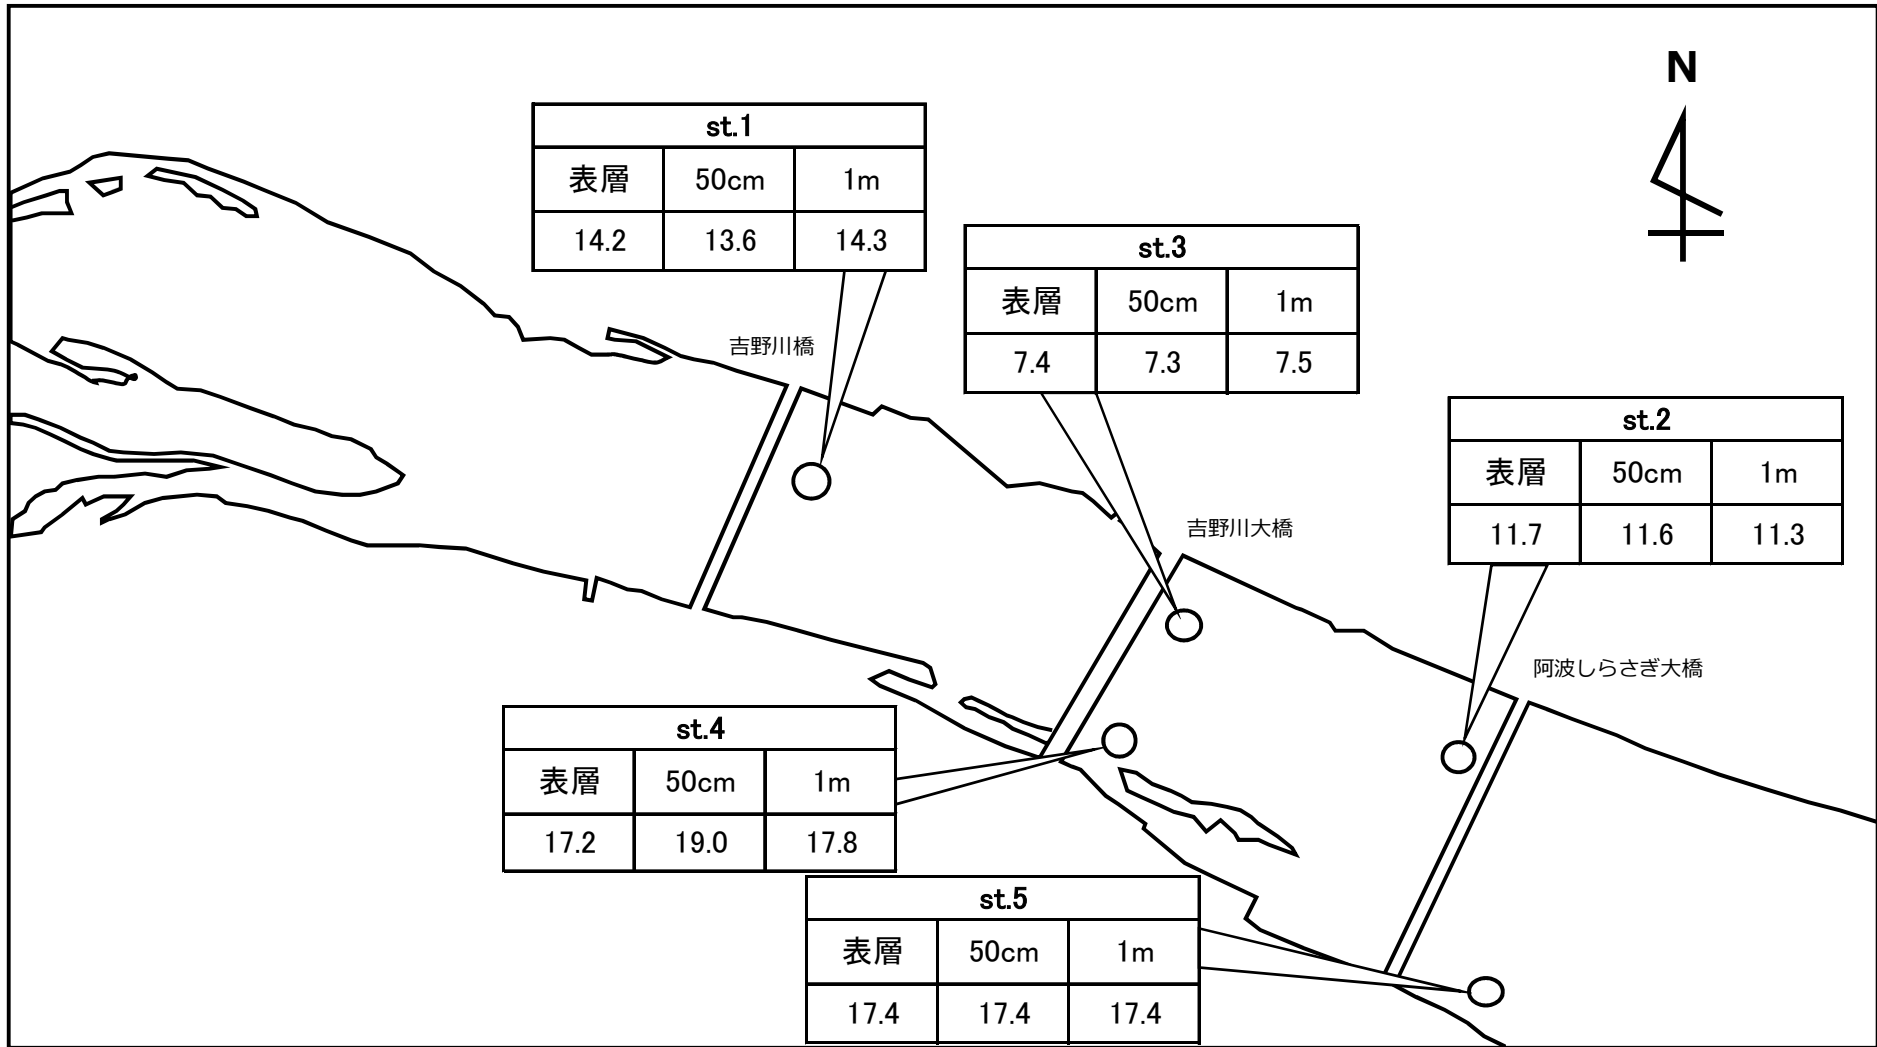 N
st.1
表層 50cm 1m
14.2 13.6 14.3
吉野川橋
st.3
表層 50cm 1m
7.4 7.3 7.5
st.2
表層 50cm 1m
11.7 11.6 11.3
吉野川大橋
阿波しらさぎ大橋
st.4
表層 50cm 1m
17.2 19.0 17.8
st.5
表層 50cm 1m
17.4 17.4 17.4